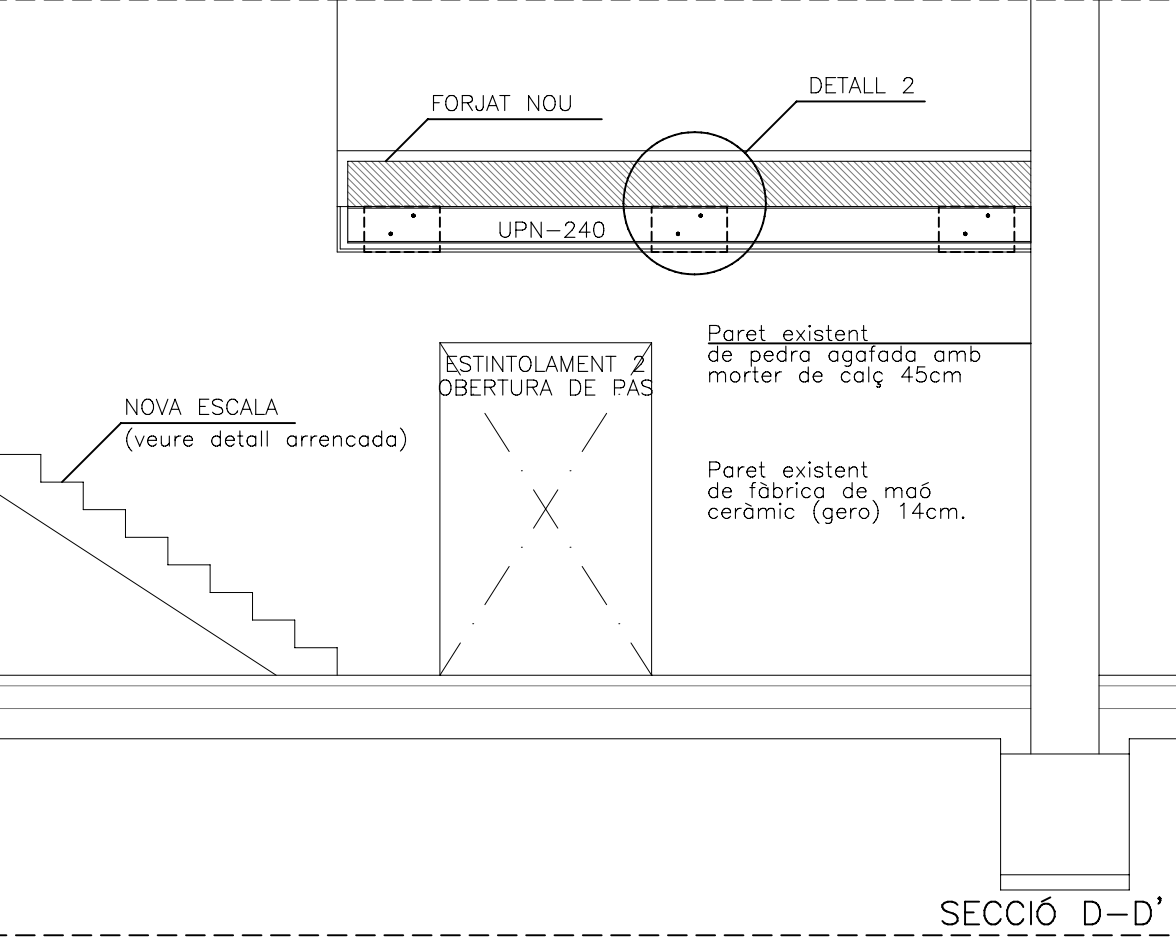 DETALL 2
FORJAT NOU
UPN-240
Paret existent
de pedra agafada amb
morter de calç 45cm
ESTINTOLAMENT 2
OBERTURA DE PAS
NOVA ESCALA
(veure detall arrencada)
Paret existent
de fàbrica de maó
ceràmic (gero) 14cm.
SECCIÓ D-D'